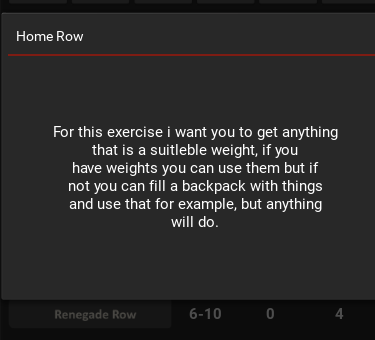 Home Row
For this exercise i want you to get anything
that is a suitleble weight, if you
have weights you can use them but if
not you can fill a backpack with things
and use that for example, but anything
will do.
Renegade Row 6-10 0 4